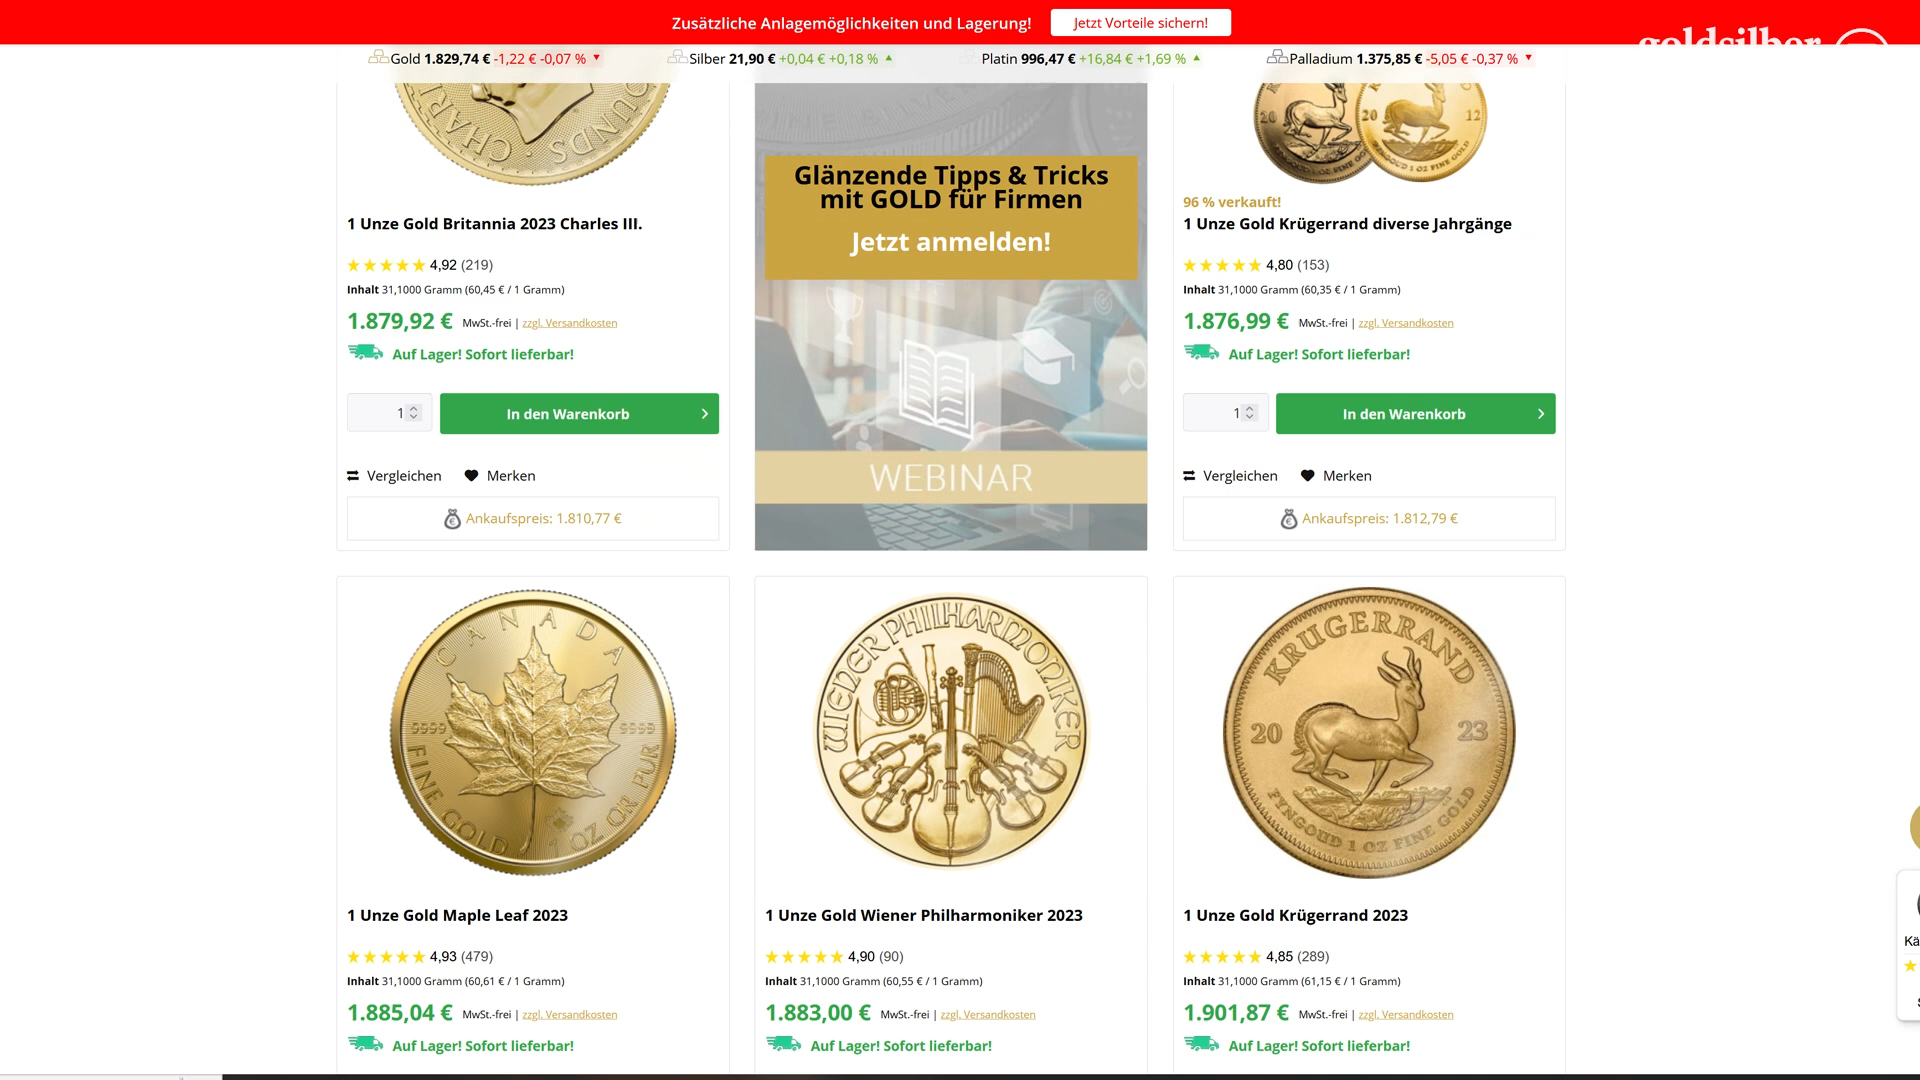 Zusätzliche Anlagemöglichkeiten und Lagerung! Jetzt Vorteile sichern!
goldsilber
Gold 1.829,74 € -1,22 € -0,07 % ▼ Silber 21,90 € +0,04 € +0,18 % ▲ Platin 996,47 € +16,84 € +1,69 % ▲ Palladium 1.375,85 € -5,05 € -0,37 % ▼
1 Unze Gold Britannia 2023 Charles III.
4,92 (219)
Inhalt 31,1000 Gramm (60,45 € / 1 Gramm)
1.879,92 € MwSt.-frei | zzgl. Versandkosten
Auf Lager! Sofort lieferbar!
1 In den Warenkorb
Vergleichen Merken
Ankaufspreis: 1.810,77 €
Glänzende Tipps & Tricks
mit GOLD für Firmen
Jetzt anmelden!
WEBINAR
20 20 12
96 % verkauft!
1 Unze Gold Krügerrand diverse Jahrgänge
4,80 (153)
Inhalt 31,1000 Gramm (60,35 € / 1 Gramm)
1.876,99 € MwSt.-frei | zzgl. Versandkosten
Auf Lager! Sofort lieferbar!
1 In den Warenkorb
Vergleichen Merken
Ankaufspreis: 1.812,79 €
CANADA
9999 9999
FINE GOLD 1 OZ OR PUR
1 Unze Gold Maple Leaf 2023
4,93 (479)
Inhalt 31,1000 Gramm (60,61 € / 1 Gramm)
1.885,04 € MwSt.-frei | zzgl. Versandkosten
Auf Lager! Sofort lieferbar!
WIENER PHILHARMONIKER
1 Unze Gold Wiener Philharmoniker 2023
4,90 (90)
Inhalt 31,1000 Gramm (60,55 € / 1 Gramm)
1.883,00 € MwSt.-frei | zzgl. Versandkosten
Auf Lager! Sofort lieferbar!
KRUGERRAND
20 23
FYNGOUD 1 OZ FINE GOLD
1 Unze Gold Krügerrand 2023
4,85 (289)
Inhalt 31,1000 Gramm (61,15 € / 1 Gramm)
1.901,87 € MwSt.-frei | zzgl. Versandkosten
Auf Lager! Sofort lieferbar!
Kä